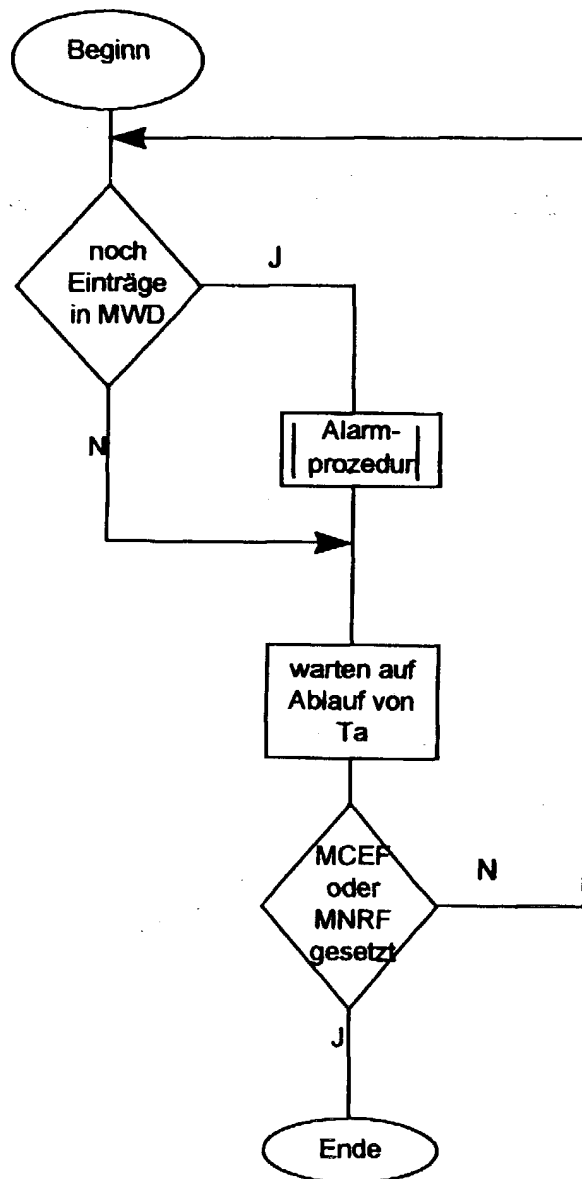 Beginn
noch
Einträge
in MWD
J
N
Alarm-
prozedur
warten auf
Ablauf von
Ta
MCEF
oder
MNRF
gesetzt
N
J
Ende